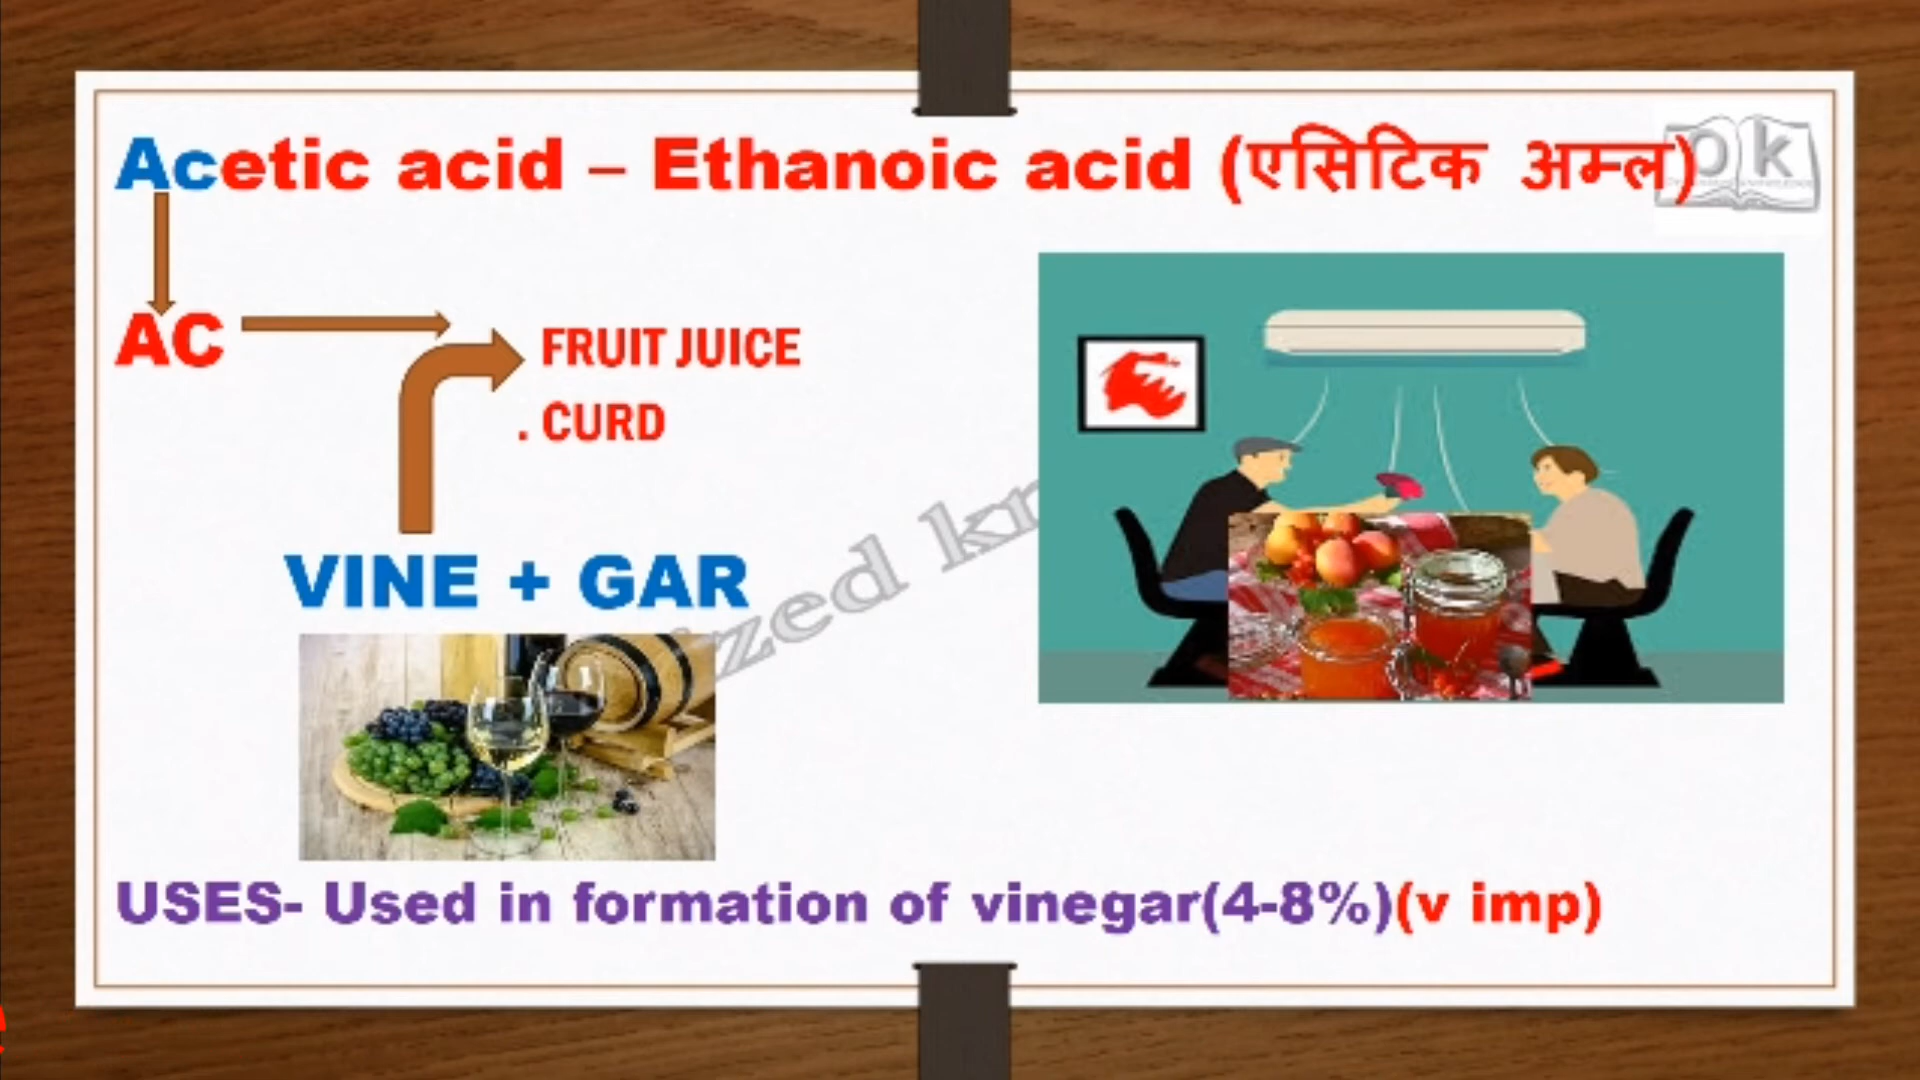 Acetic acid – Ethanoic acid (एसिटिक अम्ल)
ok
AC
FRUIT JUICE
. CURD
VINE + GAR
USES- Used in formation of vinegar(4-8%)(v imp)